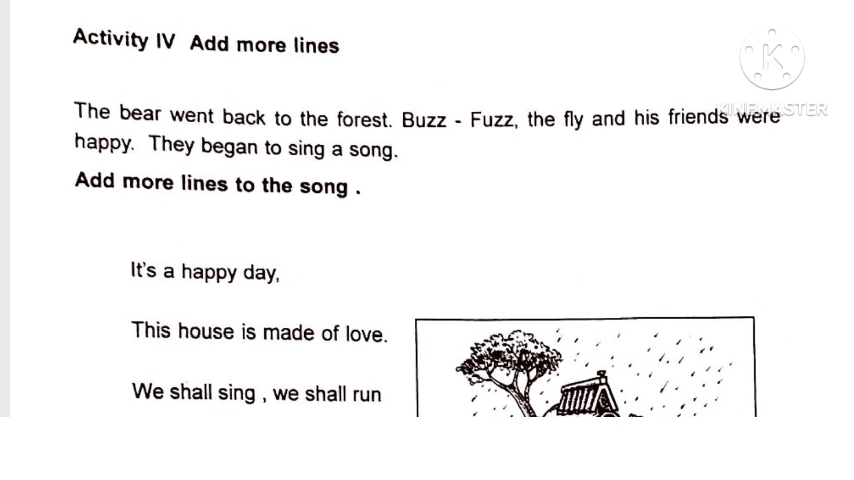 Activity IV Add more lines
KINEMASTER
The bear went back to the forest. Buzz - Fuzz, the fly and his friends were
happy. They began to sing a song.
Add more lines to the song .
It's a happy day,
This house is made of love.
We shall sing , we shall run